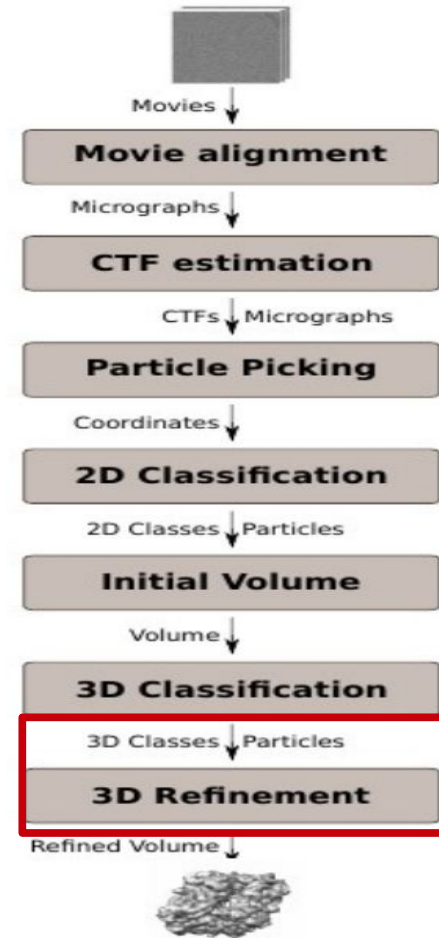 Movies
Movie alignment
Micrographs
CTF estimation
CTFs Micrographs
Particle Picking
Coordinates
2D Classification
2D Classes Particles
Initial Volume
Volume
3D Classification
3D Classes Particles
3D Refinement
Refined Volume